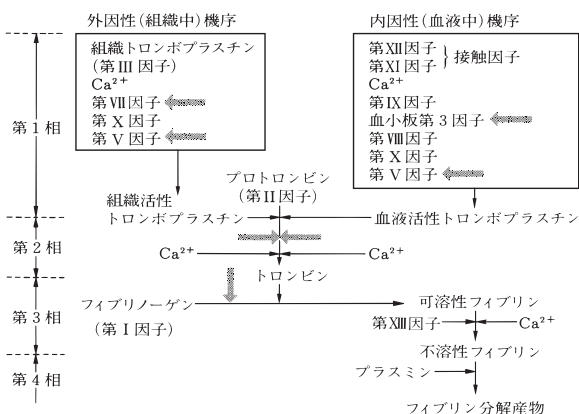 外因性(組織中)機序
内因性(血液中)機序
組織トロンボプラスチン
(第III因子)
Ca²⁺
第VII因子
第X因子
第V因子
第XII因子
第XI因子
接触因子
Ca²⁺
第IX因子
血小板第3因子
第VIII因子
第X因子
第V因子
第1相
プロトロンビン
(第II因子)
組織活性
トロンボプラスチン
血液活性トロンボプラスチン
第2相
Ca²⁺
Ca²⁺
トロンビン
フィブリノーゲン
(第I因子)
可溶性フィブリン
第3相
第XIII因子
Ca²⁺
不溶性フィブリン
第4相
プラスミン
フィブリン分解産物